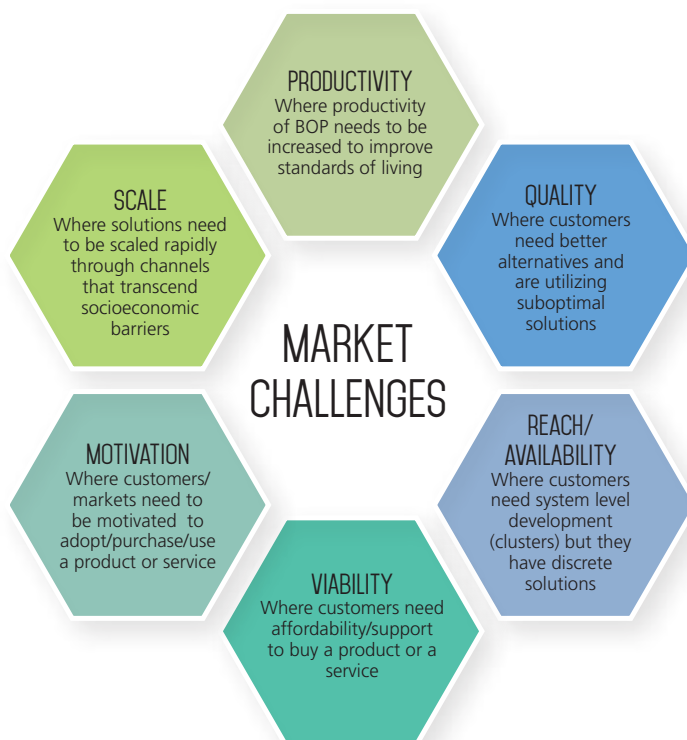 PRODUCTIVITY
Where productivity
of BOP needs to be
increased to improve
standards of living
QUALITY
Where customers
need better
alternatives and
are utilizing
suboptimal
solutions
REACH/
AVAILABILITY
Where customers
need system level
development
(clusters) but they
have discrete
solutions
VIABILITY
Where customers need
affordability/support
to buy a product or a
service
MOTIVATION
Where customers/
markets need to
be motivated to
adopt/purchase/use
a product or service
SCALE
Where solutions need
to be scaled rapidly
through channels
that transcend
socioeconomic
barriers
MARKET
CHALLENGES